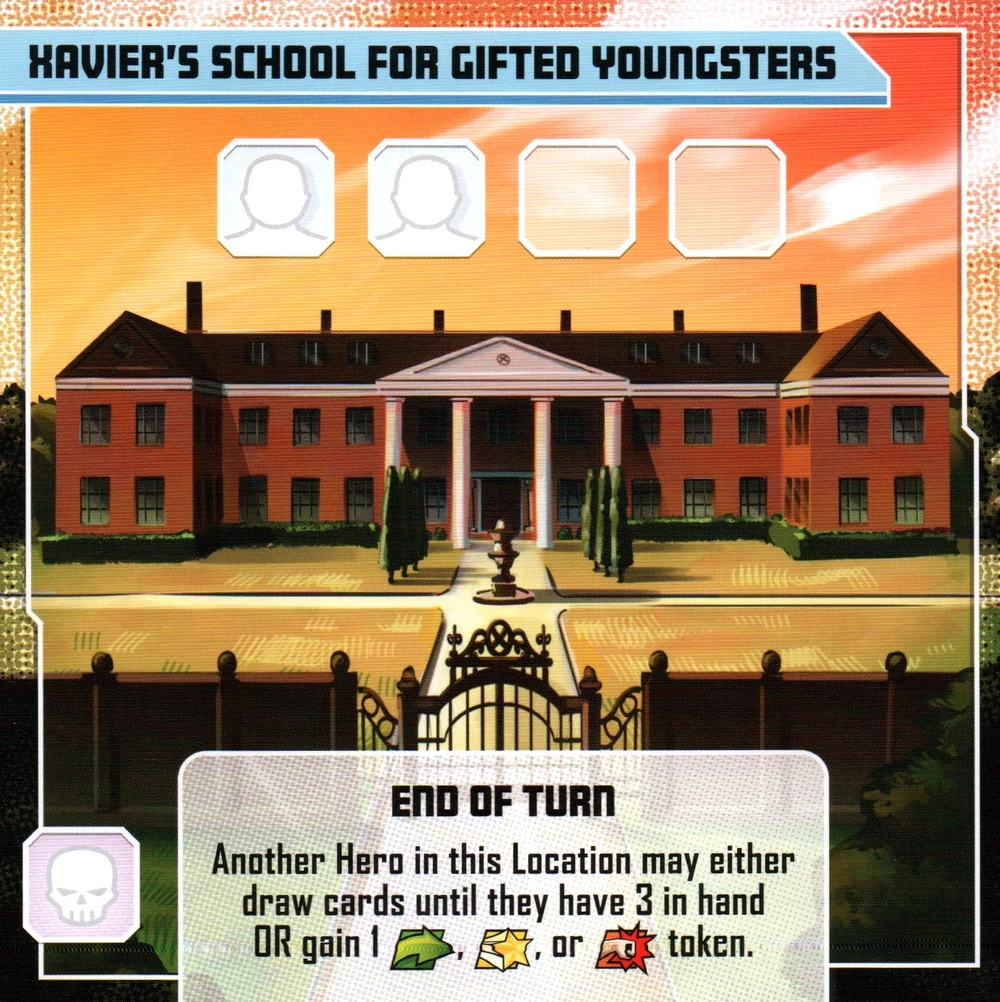 XAVIER'S SCHOOL FOR GIFTED YOUNGSTERS
END OF TURN
Another Hero in this Location may either
draw cards until they have 3 in hand
OR gain 1 , , or token.